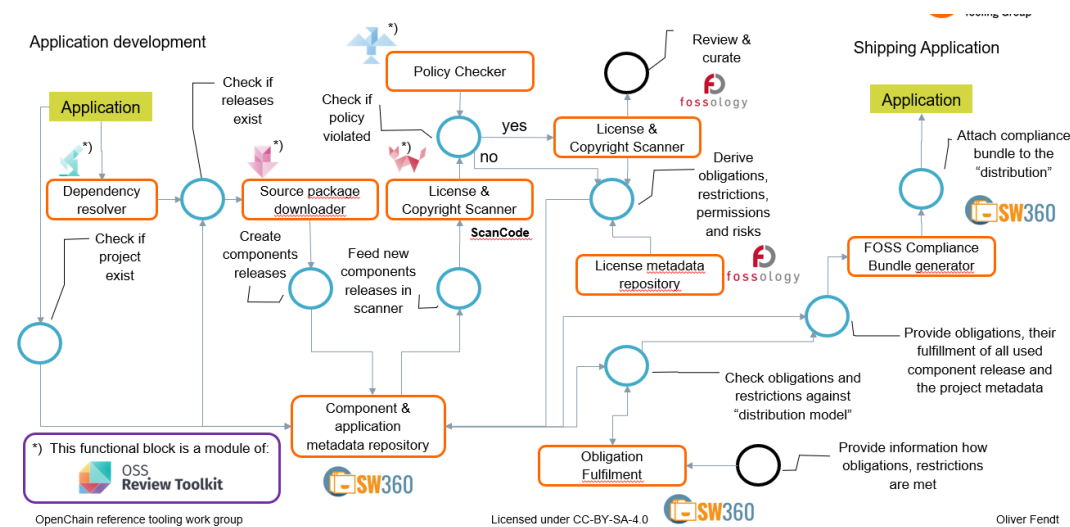 Tooling Group
Application development
Shipping Application
*)
Policy Checker
Review &
curate
fossology
Check if
releases
exist
Check if
policy
violated
yes
no
Application
*)
Dependency
resolver
*)
Source package
downloader
*)
License &
Copyright Scanner
ScanCode
License &
Copyright Scanner
Derive
obligations,
restrictions,
permissions
and risks
fossology
License metadata
repository
Application
Attach compliance
bundle to the
“distribution”
SW360
FOSS Compliance
Bundle generator
Check if
project
exist
Create
components
releases
Feed new
components
releases in
scanner
Provide obligations, their
fulfillment of all used
component release and
the project metadata
Check obligations and
restrictions against
“distribution model”
Component &
application
metadata repository
SW360
Obligation
Fulfilment
SW360
Provide information how
obligations, restrictions
are met
*) This functional block is a module of:
OSS
Review Toolkit
OpenChain reference tooling work group
Licensed under CC-BY-SA-4.0
Oliver Fendt